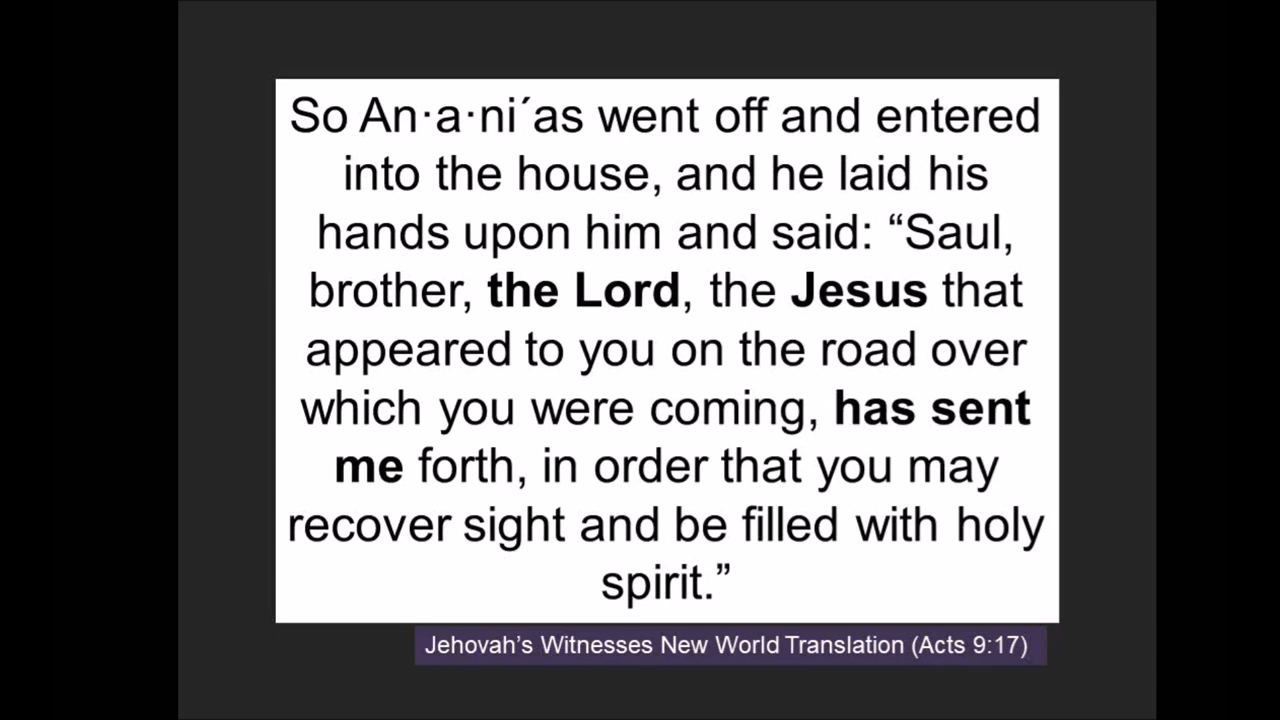 So An·a·ni´as went off and entered
into the house, and he laid his
hands upon him and said: “Saul,
brother, the Lord, the Jesus that
appeared to you on the road over
which you were coming, has sent
me forth, in order that you may
recover sight and be filled with holy
spirit.”
Jehovah’s Witnesses New World Translation (Acts 9:17)